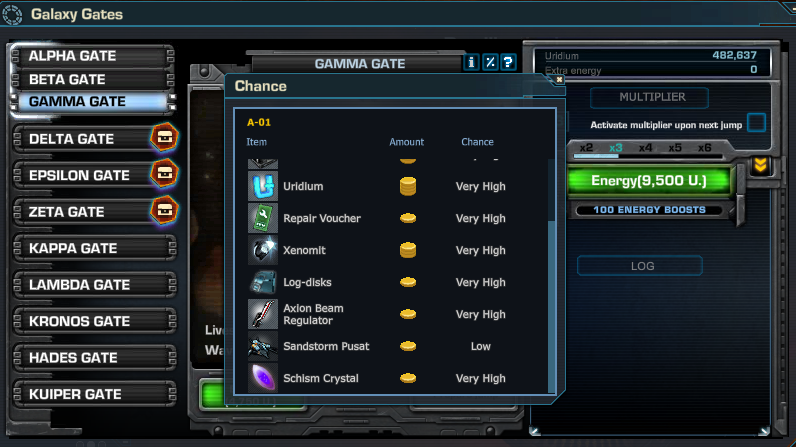 Galaxy Gates
ALPHA GATE
BETA GATE
GAMMA GATE
DELTA GATE
EPSILON GATE
ZETA GATE
KAPPA GATE
LAMBDA GATE
KRONOS GATE
HADES GATE
KUIPER GATE
GAMMA GATE
i
?
Chance
A-01
Item Amount Chance
Uridium Very High
Repair Voucher Very High
Xenomit Very High
Log-disks Very High
Axion Beam
Regulator Very High
Sandstorm Pusat Low
Schism Crystal Very High
Uridium 482,637
Extra energy 0
MULTIPLIER
Activate multiplier upon next jump
x2 x3 x4 x5 x6
Energy(9,500 U.)
100 ENERGY BOOSTS
LOG